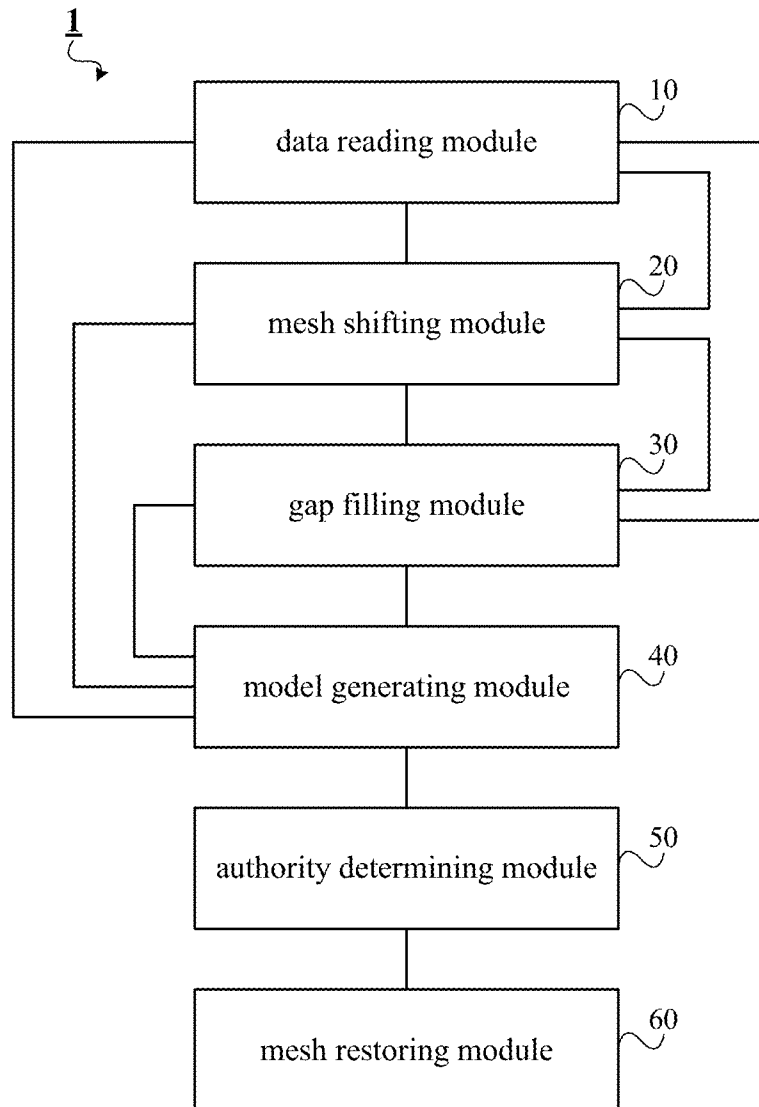 1
10
data reading module
20
mesh shifting module
30
gap filling module
40
model generating module
50
authority determining module
60
mesh restoring module